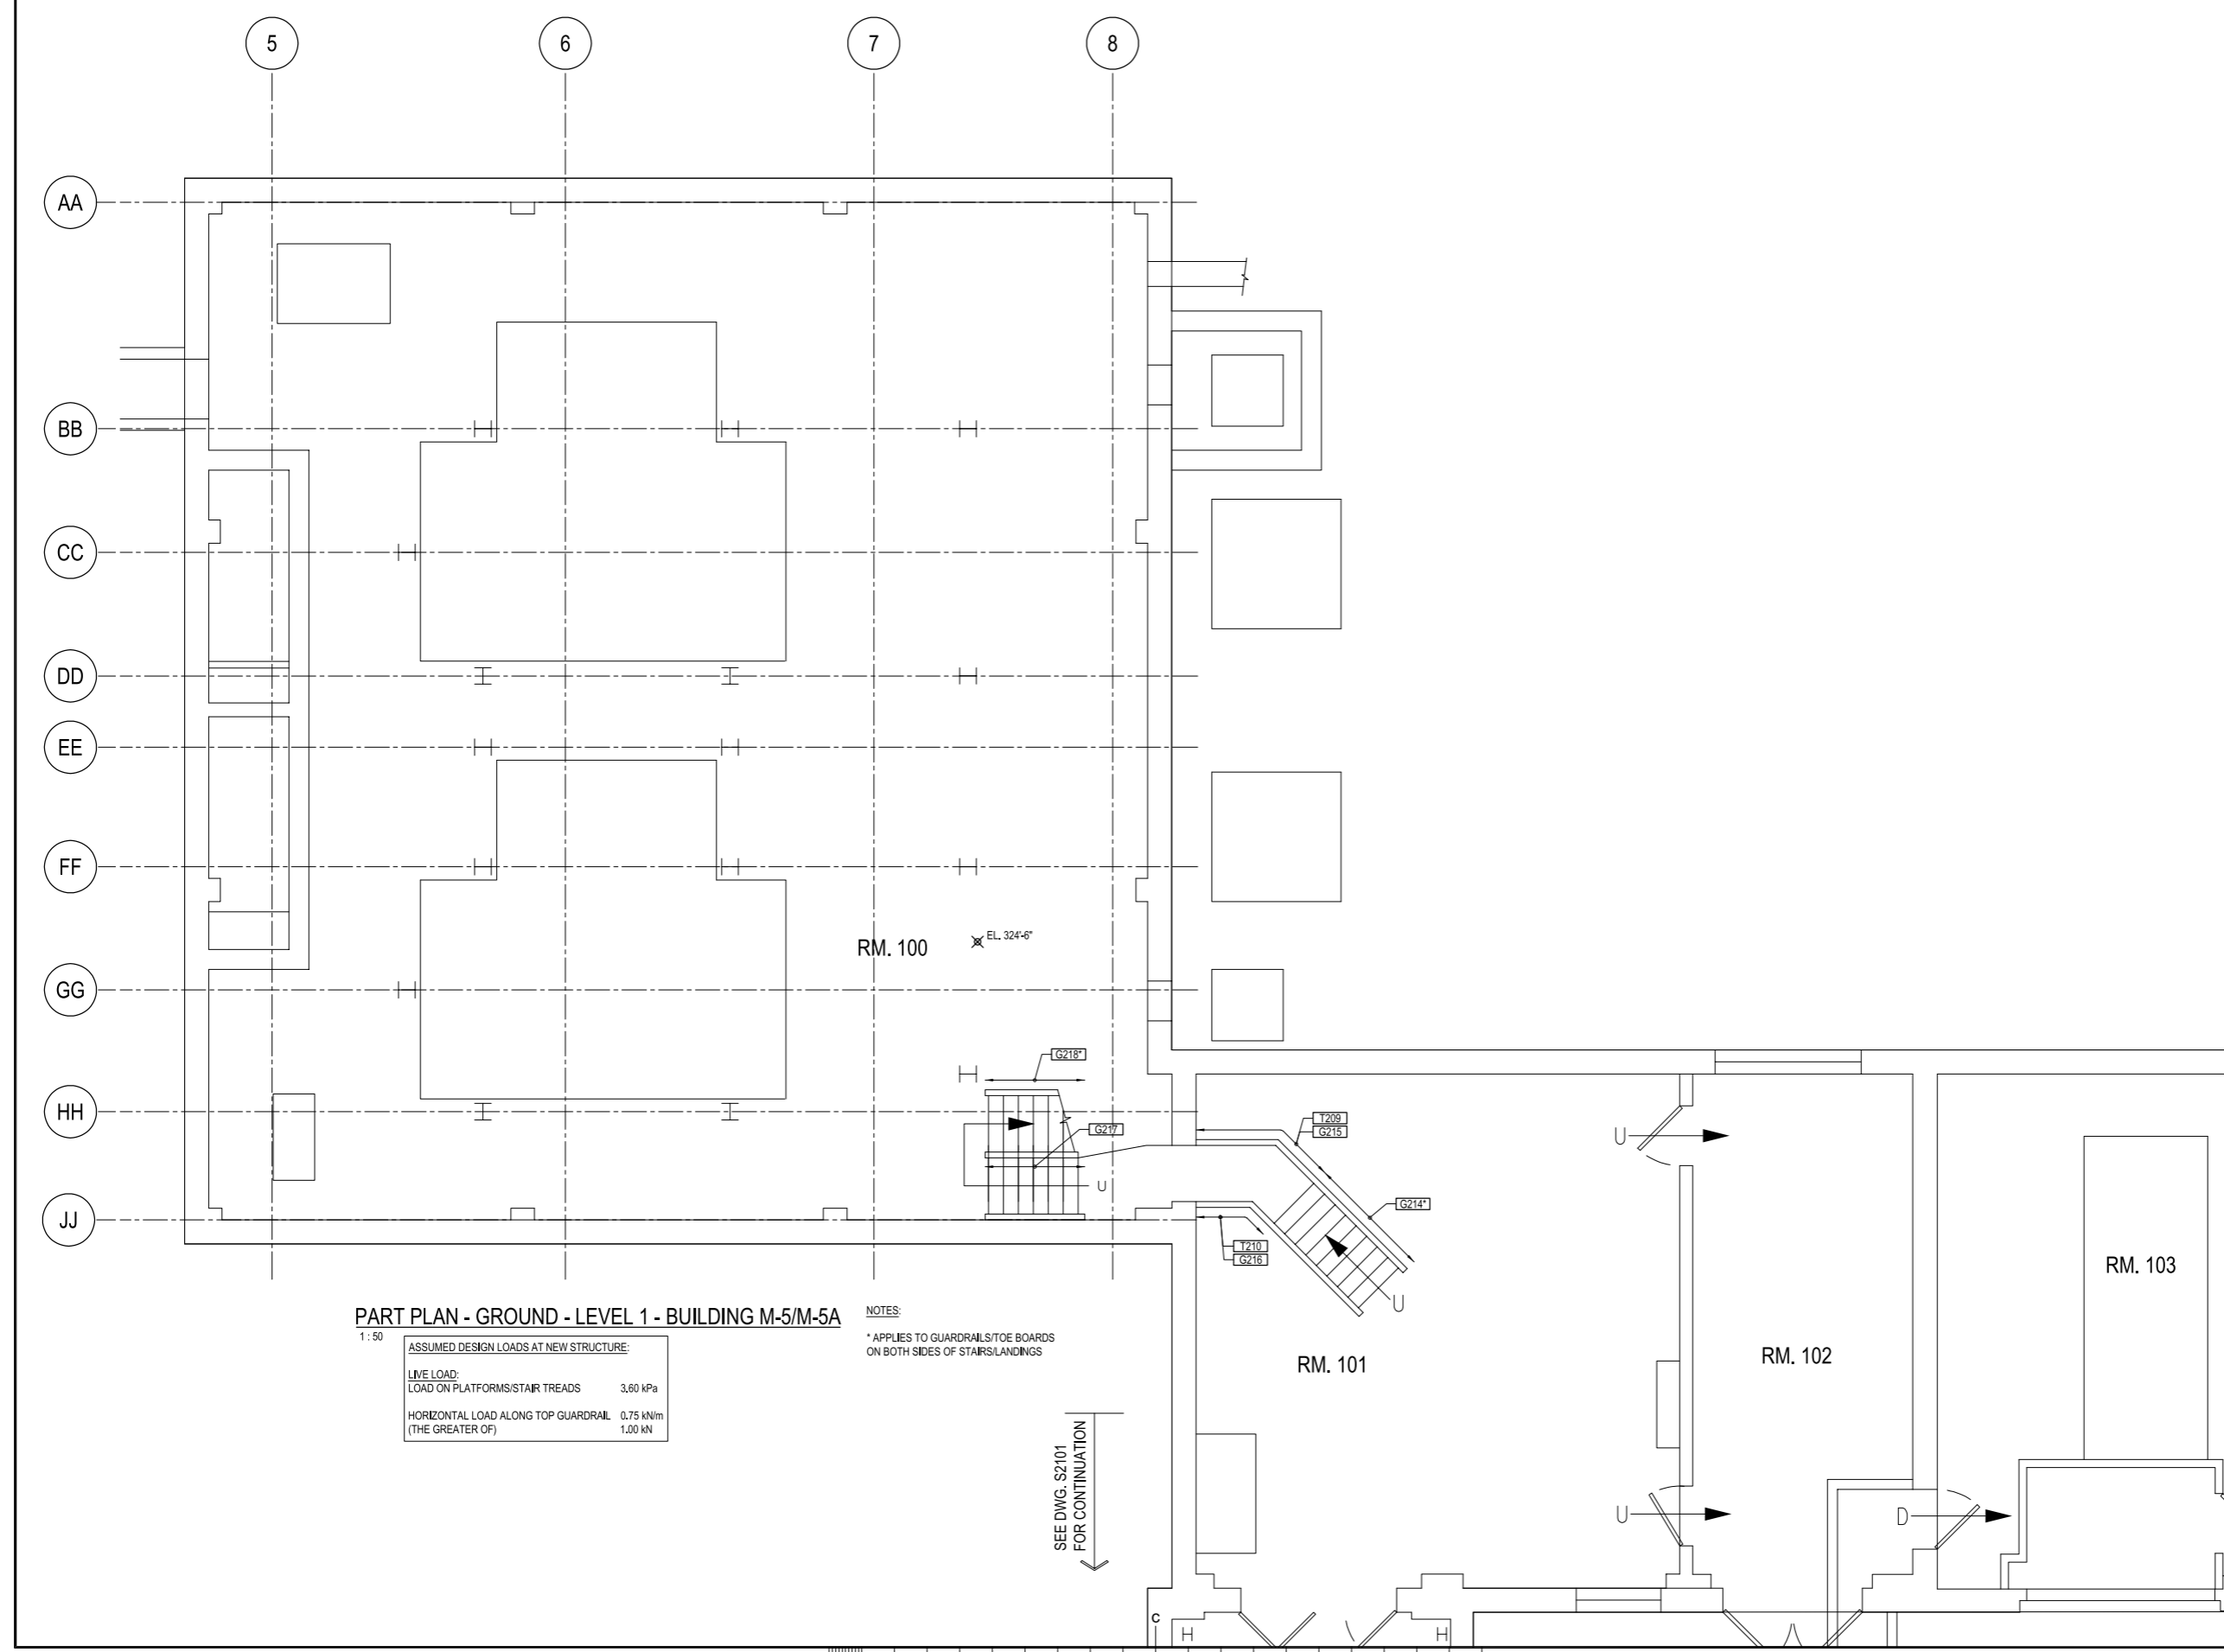 5
6
7
8
AA
BB
CC
DD
EE
FF
RM. 100
EL. 324'-6"
GG
G218*
HH
G217
T209
G215
U
U
G214*
JJ
T210
G216
U
RM. 103
PART PLAN - GROUND - LEVEL 1 - BUILDING M-5/M-5A
1 : 50
NOTES:
* APPLIES TO GUARDRAILS/TOE BOARDS
ON BOTH SIDES OF STAIRS/LANDINGS
ASSUMED DESIGN LOADS AT NEW STRUCTURE:
LIVE LOAD:
LOAD ON PLATFORMS/STAIR TREADS 3.60 kPa
HORIZONTAL LOAD ALONG TOP GUARDRAIL 0.75 kN/m
(THE GREATER OF) 1.00 kN
RM. 101
RM. 102
SEE DWG. S2101
FOR CONTINUATION
U
D
C